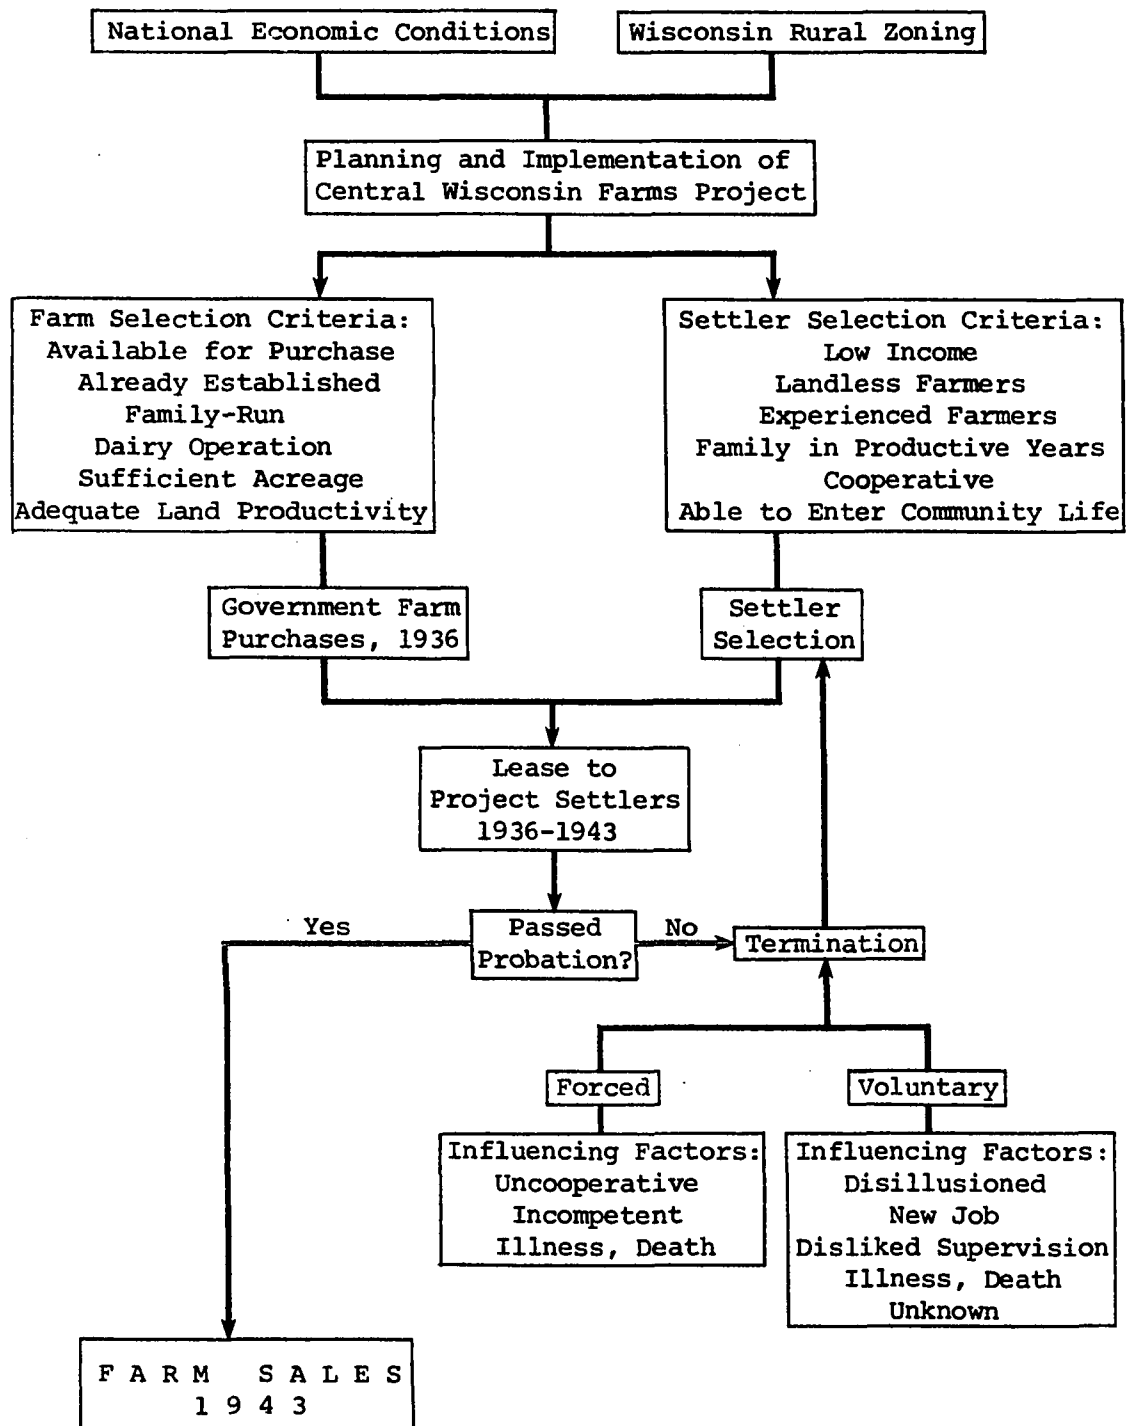 National Economic Conditions
Wisconsin Rural Zoning
Planning and Implementation of
Central Wisconsin Farms Project
Farm Selection Criteria:
Available for Purchase
Already Established
Family-Run
Dairy Operation
Sufficient Acreage
Adequate Land Productivity
Settler Selection Criteria:
Low Income
Landless Farmers
Experienced Farmers
Family in Productive Years
Cooperative
Able to Enter Community Life
Government Farm
Purchases, 1936
Settler
Selection
Lease to
Project Settlers
1936-1943
Passed
Probation?
Yes
No
Termination
Forced
Voluntary
Influencing Factors:
Uncooperative
Incompetent
Illness, Death
Influencing Factors:
Disillusioned
New Job
Disliked Supervision
Illness, Death
Unknown
F A R M   S A L E S
1 9 4 3